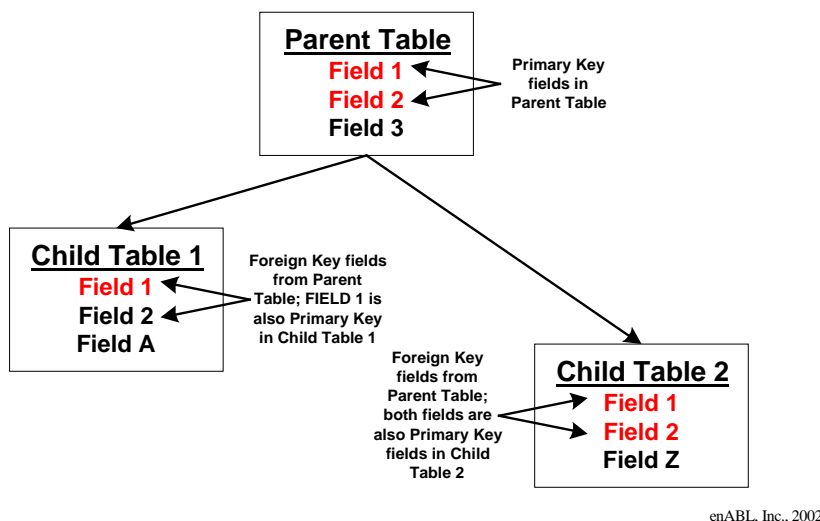 Parent Table
Field 1
Field 2
Field 3
Primary Key
fields in
Parent Table
Child Table 1
Field 1
Field 2
Field A
Foreign Key fields
from Parent
Table; FIELD 1 is
also Primary Key
in Child Table 1
Foreign Key
fields from
Parent Table;
both fields are
also Primary Key
fields in Child
Table 2
Child Table 2
Field 1
Field 2
Field Z
enABL, Inc., 2002